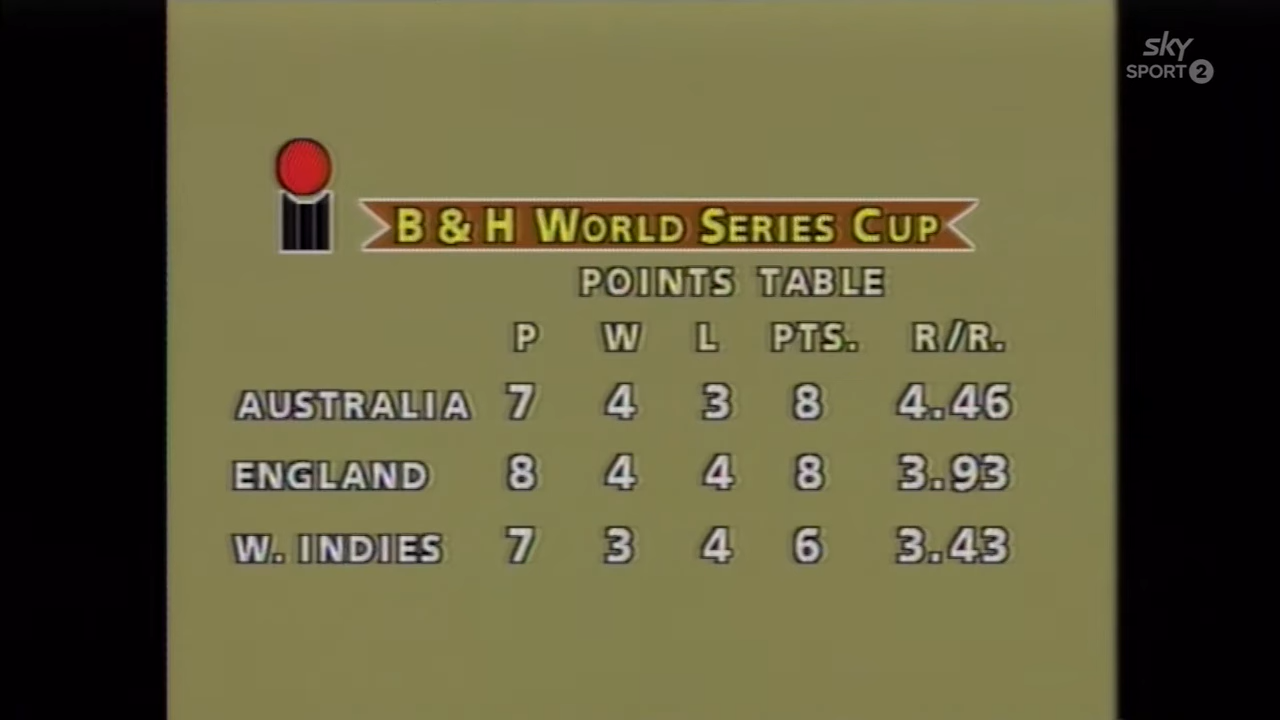 sky
SPORT 2
B & H WORLD SERIES CUP
POINTS TABLE
P W L PTS. R/R.
AUSTRALIA 7 4 3 8 4.46
ENGLAND 8 4 4 8 3.93
W. INDIES 7 3 4 6 3.43